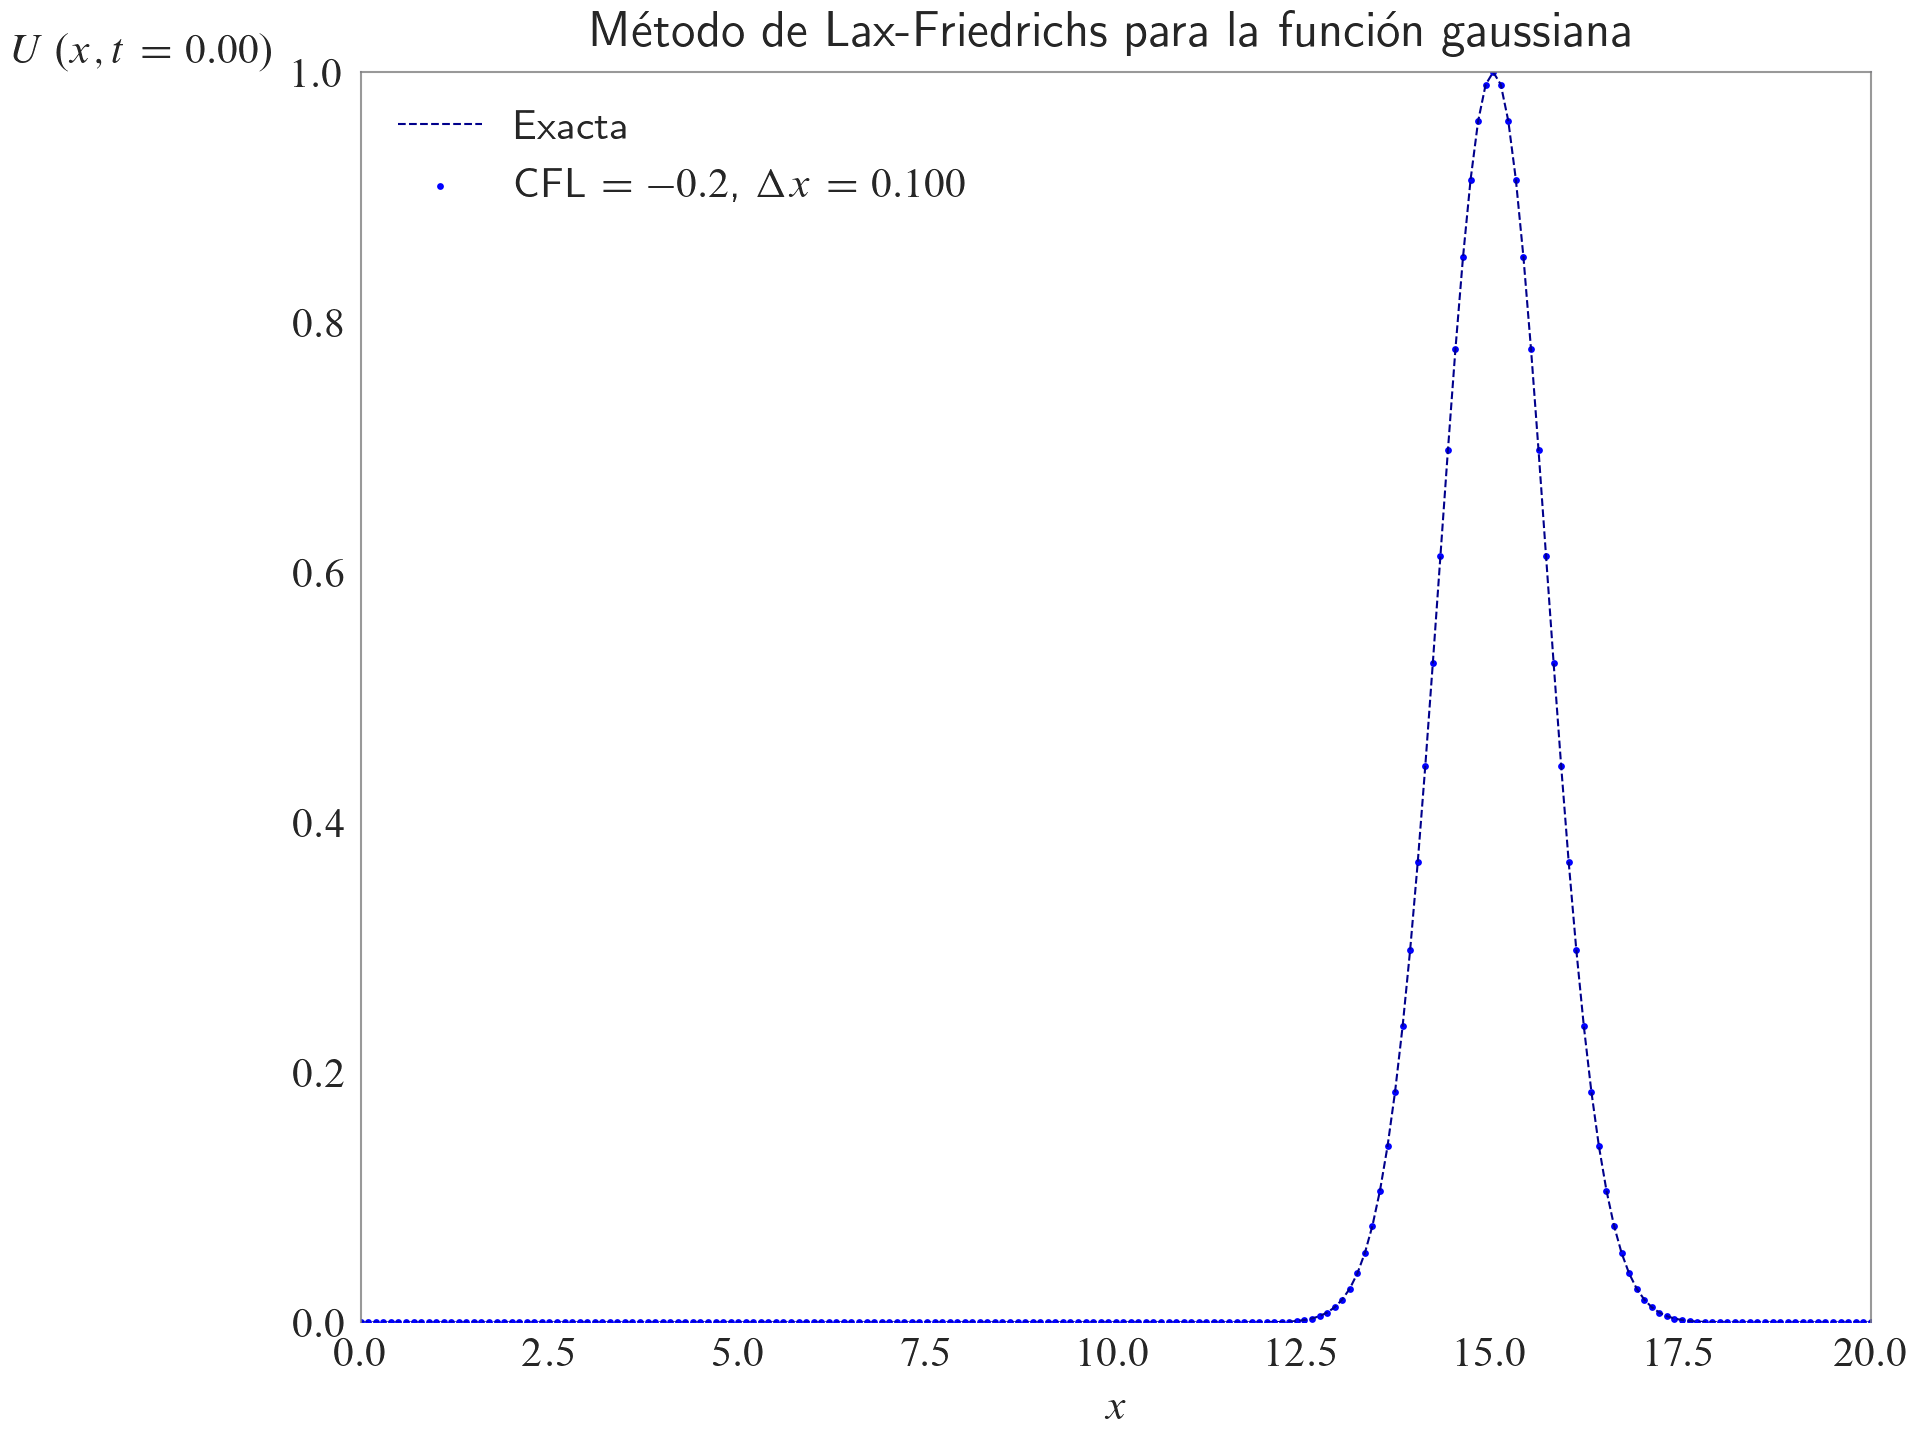 Método de Lax-Friedrichs para la función gaussiana
U (x, t = 0.00)
1.0
Exacta
CFL = −0.2, Δx = 0.100
0.8
0.6
0.4
0.2
0.0
0.0 2.5 5.0 7.5 10.0 12.5 15.0 17.5 20.0
x